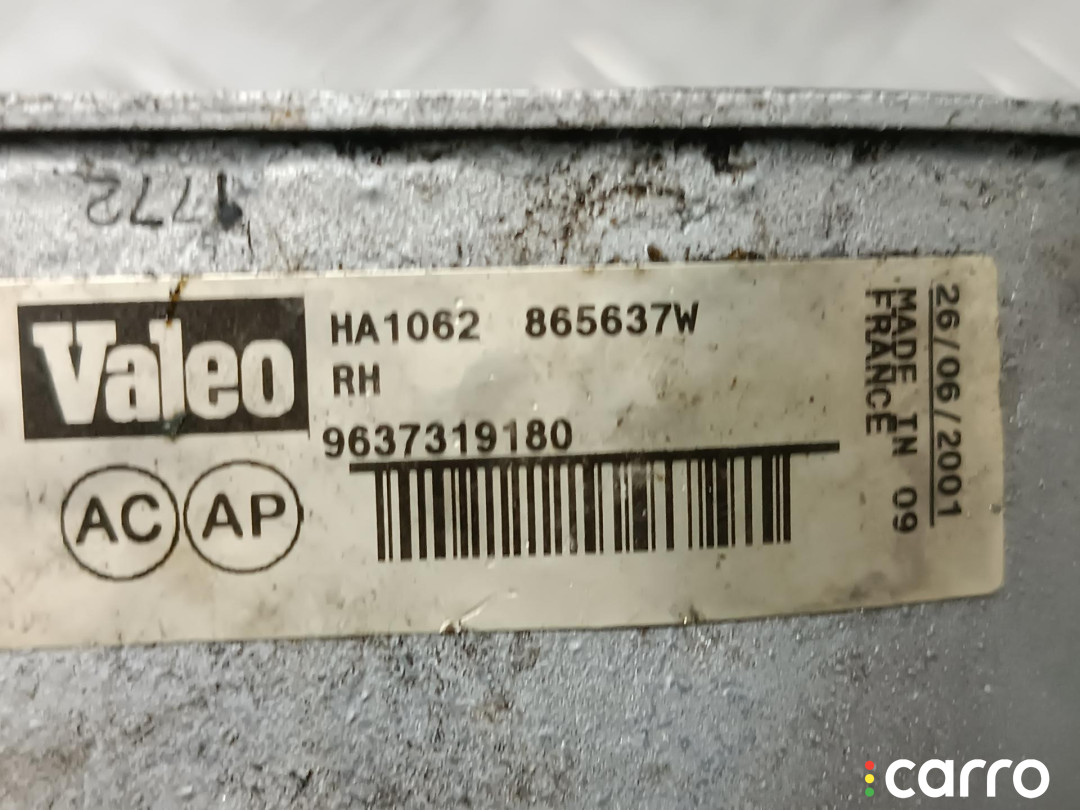 1772
Valeo
HA1062 865637W
RH
9637319180
AC AP
26/06/2001
MADE IN 09
FRANCE
carro